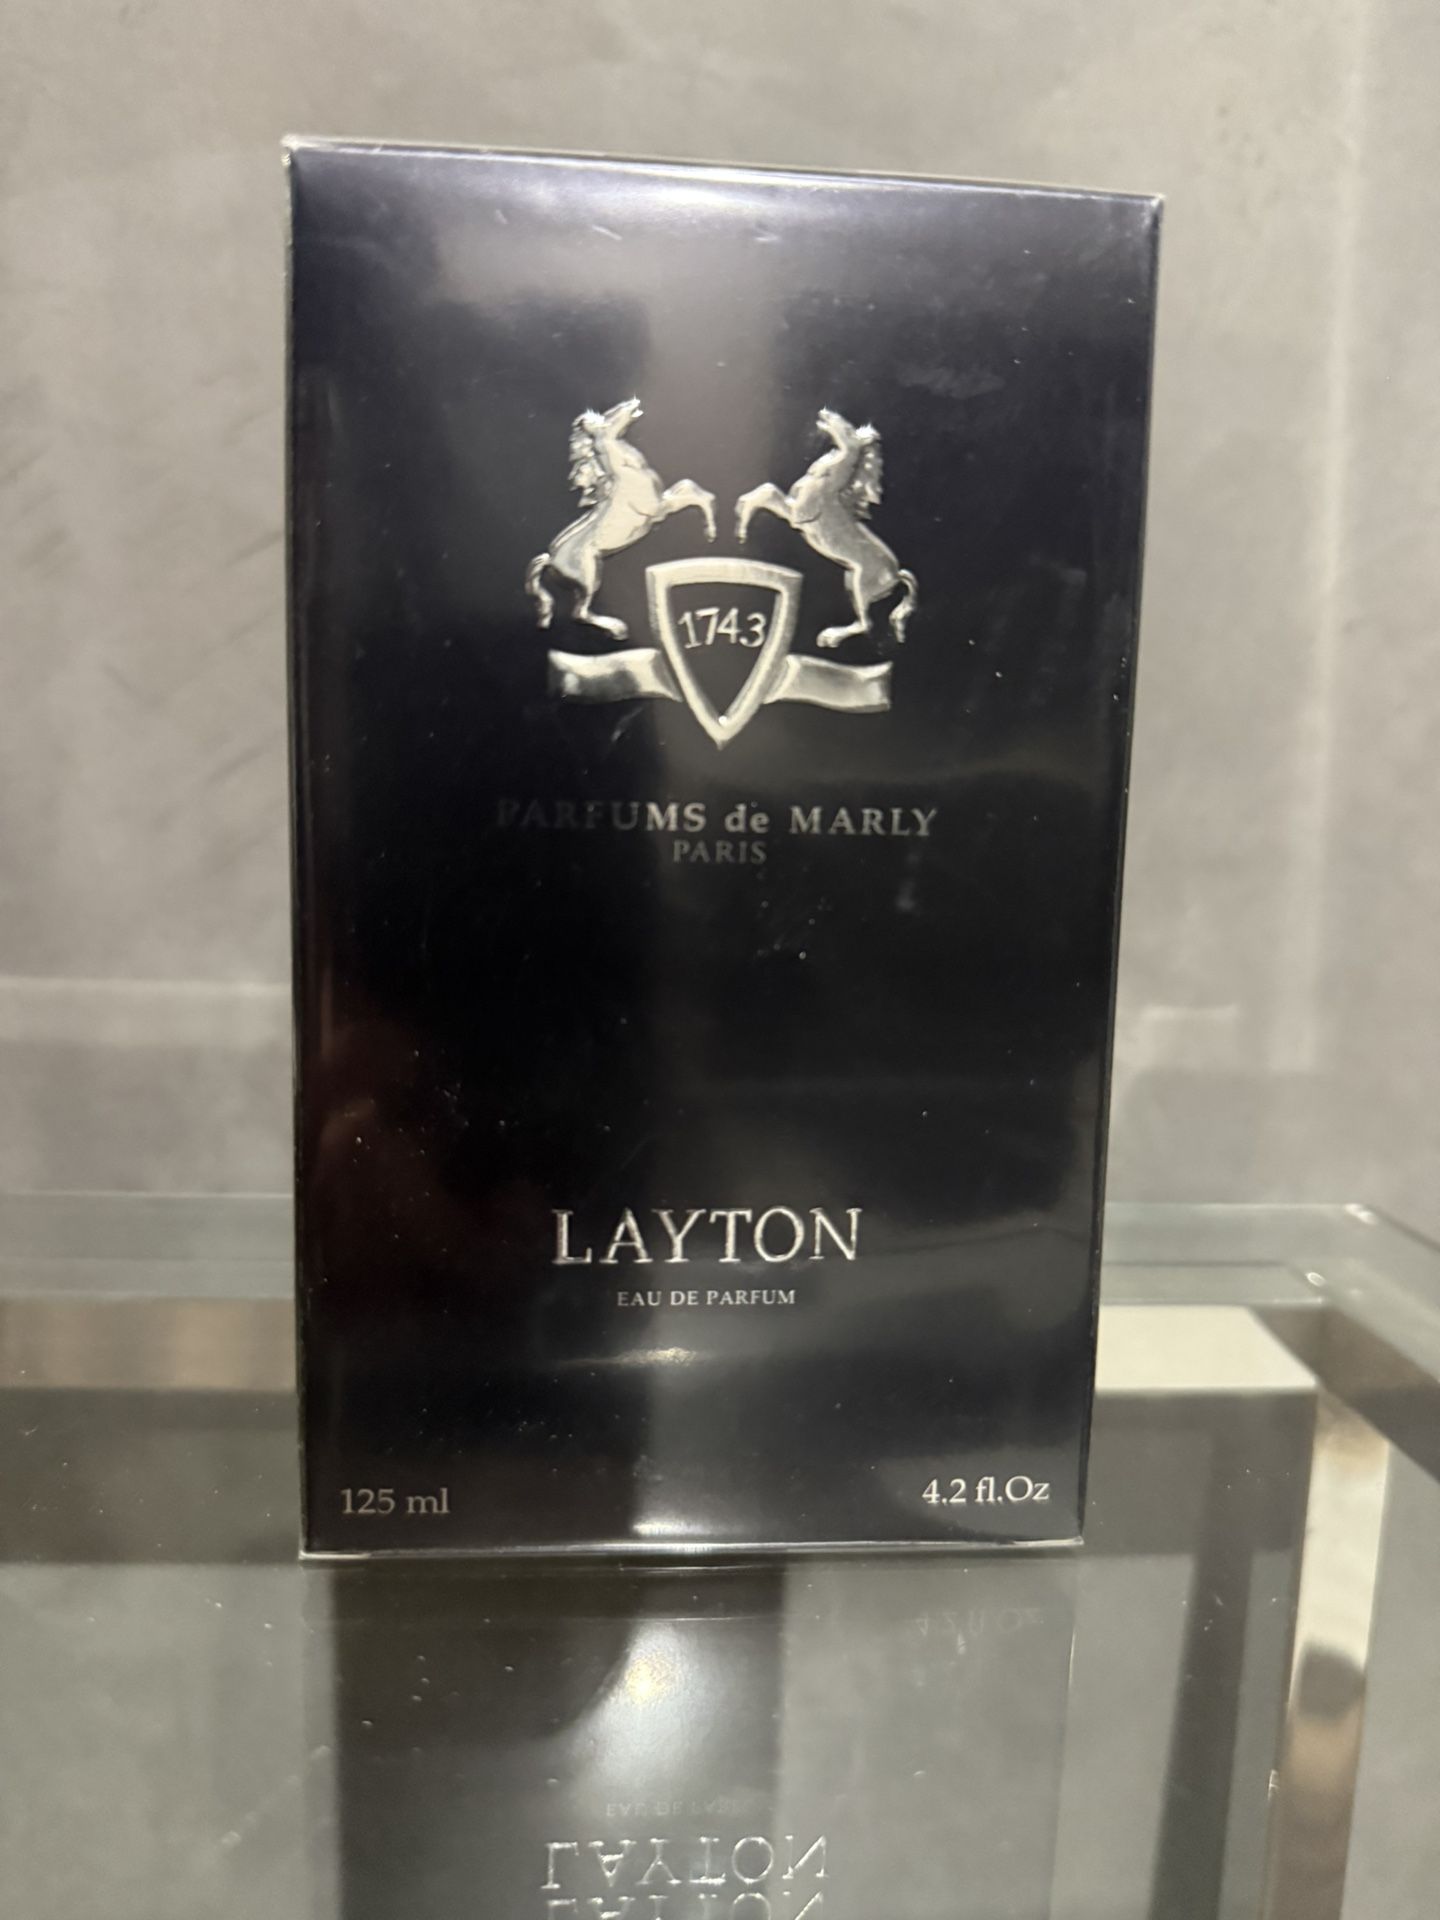 1743
PARFUMS de MARLY
PARIS
LAYTON
EAU DE PARFUM
125 ml
4.2 fl.Oz